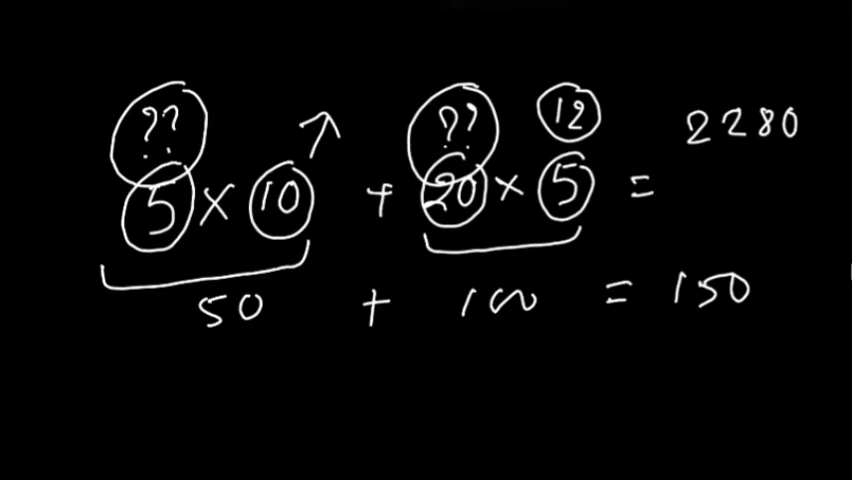 ?? ?? 12 2280
5 × 10 + 20 × 5 =
50 + 100 = 150